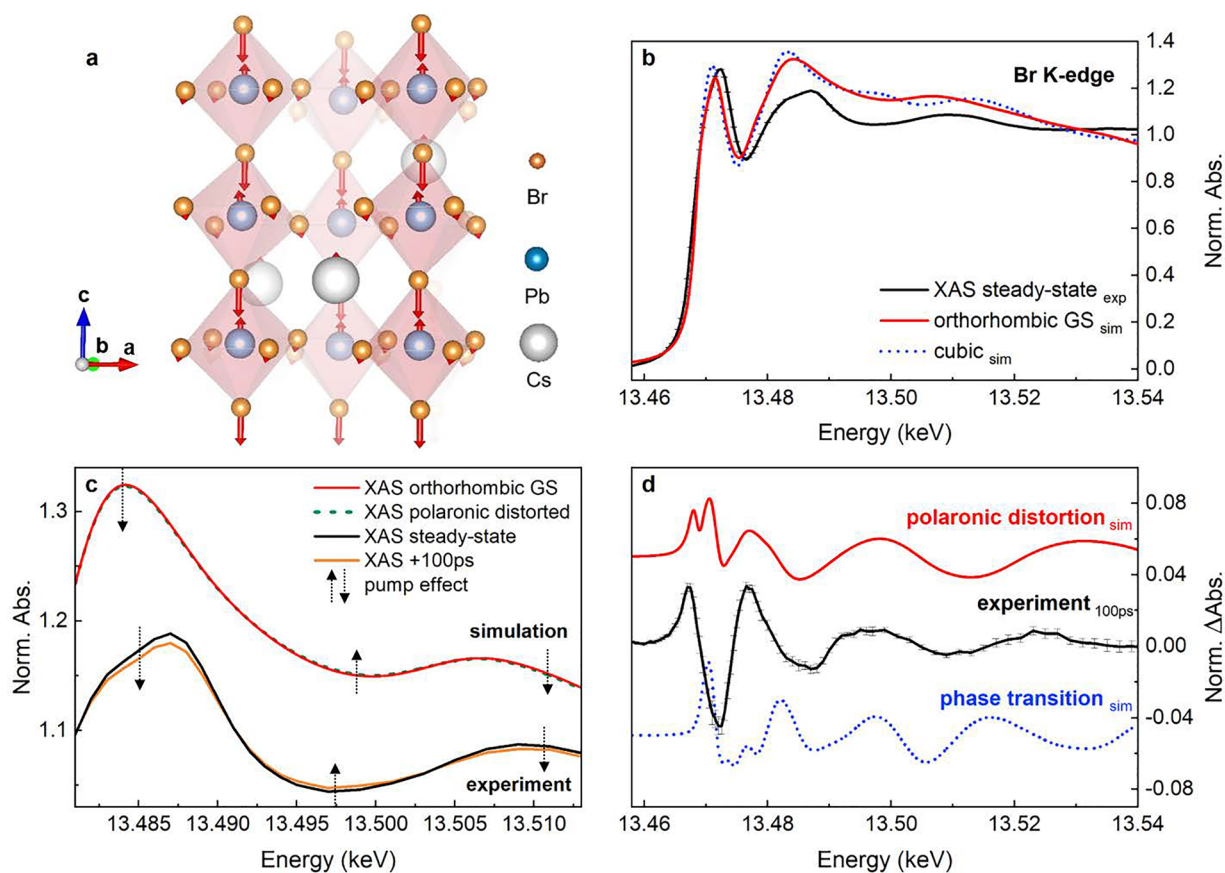 a
Br
Pb
Cs
c
b
a
b
Br K-edge
XAS steady-state exp
orthorhombic GS sim
cubic sim
1.4
1.2
1.0
0.8
0.6
0.4
0.2
0.0
Norm. Abs.
13.46
13.48
13.50
13.52
13.54
Energy (keV)
c
XAS orthorhombic GS
XAS polaronic distorted
XAS steady-state
XAS +100ps
pump effect
simulation
experiment
1.3
1.2
1.1
Norm. Abs.
13.485
13.490
13.495
13.500
13.505
13.510
Energy (keV)
d
polaronic distortion sim
experiment 100ps
phase transition sim
0.08
0.04
0.00
-0.04
-0.08
Norm. ΔAbs.
13.46
13.48
13.50
13.52
13.54
Energy (keV)